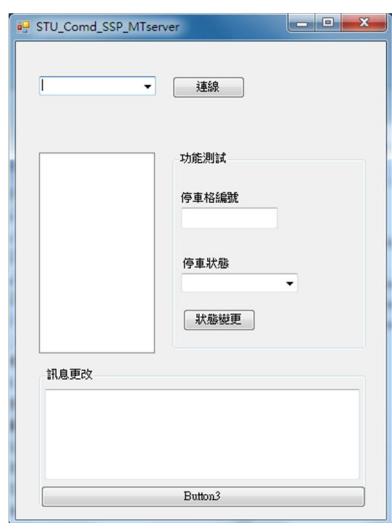 STU_Comd_SSP_MTserver
連線
功能測試
停車格編號
停車狀態
狀態變更
訊息更改
Button3